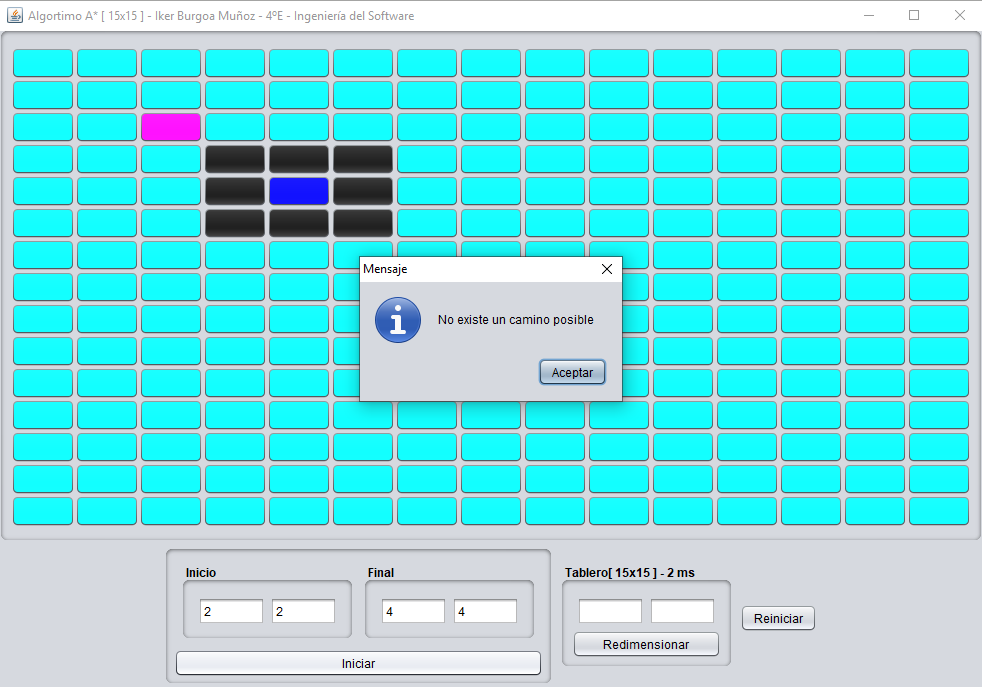 Algortimo A* [ 15x15 ] - Iker Burgoa Muñoz - 4ºE - Ingeniería del Software
Mensaje
No existe un camino posible
Aceptar
Inicio
Final
Tablero[ 15x15 ] - 2 ms
2
2
4
4
Reiniciar
Redimensionar
Iniciar